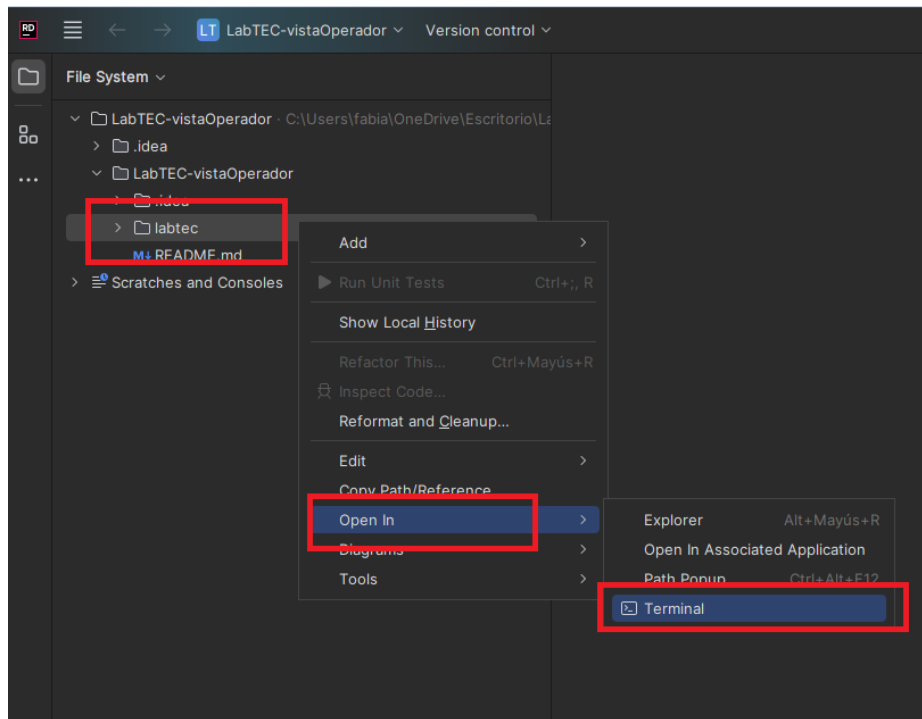 RD LT LabTEC-vistaOperador Version control
File System
LabTEC-vistaOperador · C:\Users\fabia\OneDrive\Escritorio\La
.idea
LabTEC-vistaOperador
.idea
labtec
M↓ README.md
Scratches and Consoles
Add
Run Unit Tests Ctrl+;, R
Show Local History
Refactor This... Ctrl+Mayús+R
Inspect Code...
Reformat and Cleanup...
Edit
Copy Path/Reference...
Open In
Diagrams
Tools
Explorer Alt+Mayús+R
Open In Associated Application
Path Popup Ctrl+Alt+F12
Terminal